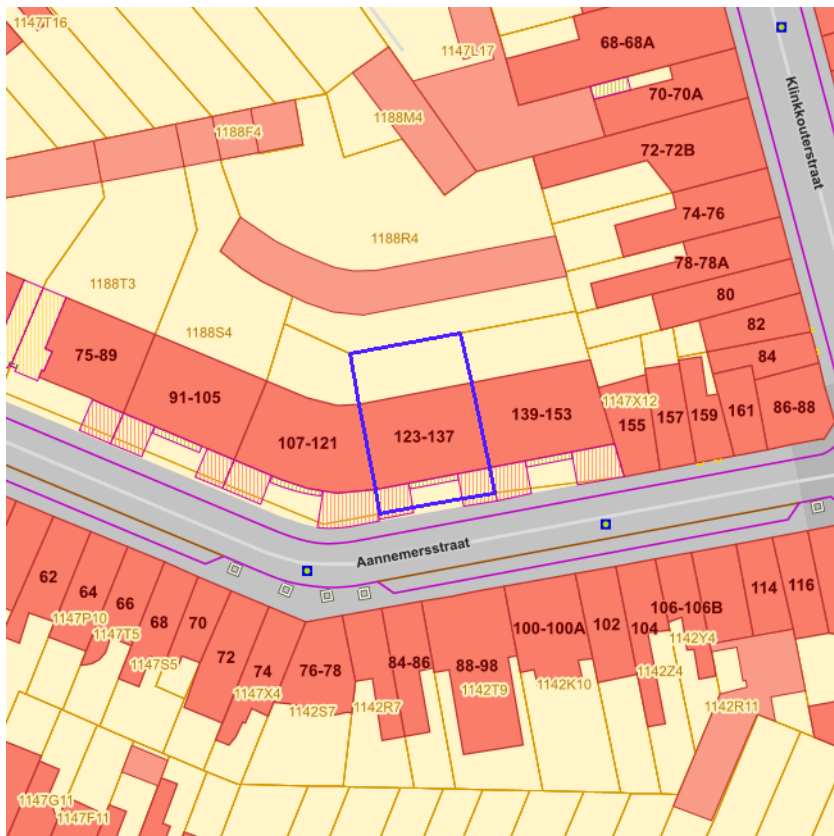 1147T16
1147L17
68-68A
70-70A
Klinkkouterstraat
1188F4
1188M4
72-72B
74-76
1188R4
78-78A
1188T3
80
1188S4
82
75-89
84
91-105
1147X12
86-88
139-153
161
159
157
155
123-137
107-121
Aannemersstraat
62
64
66
68
70
72
74
76-78
84-86
88-98
100-100A
102
104
106-106B
114
116
1147P10
1147T5
1147S5
1147X4
1142S7
1142R7
1142T9
1142K10
1142Z4
1142Y4
1142R11
1147G11
1147F11